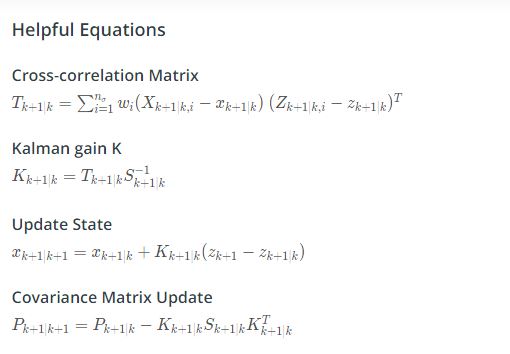 Helpful Equations
Cross-correlation Matrix
T_{k+1|k} = \sum_{i=1}^{n_σ} w_i(X_{k+1|k,i} − x_{k+1|k}) (Z_{k+1|k,i} − z_{k+1|k})^T
Kalman gain K
K_{k+1|k} = T_{k+1|k}S_{k+1|k}^{−1}
Update State
x_{k+1|k+1} = x_{k+1|k} + K_{k+1|k}(z_{k+1} − z_{k+1|k})
Covariance Matrix Update
P_{k+1|k+1} = P_{k+1|k} − K_{k+1|k}S_{k+1|k}K_{k+1|k}^T